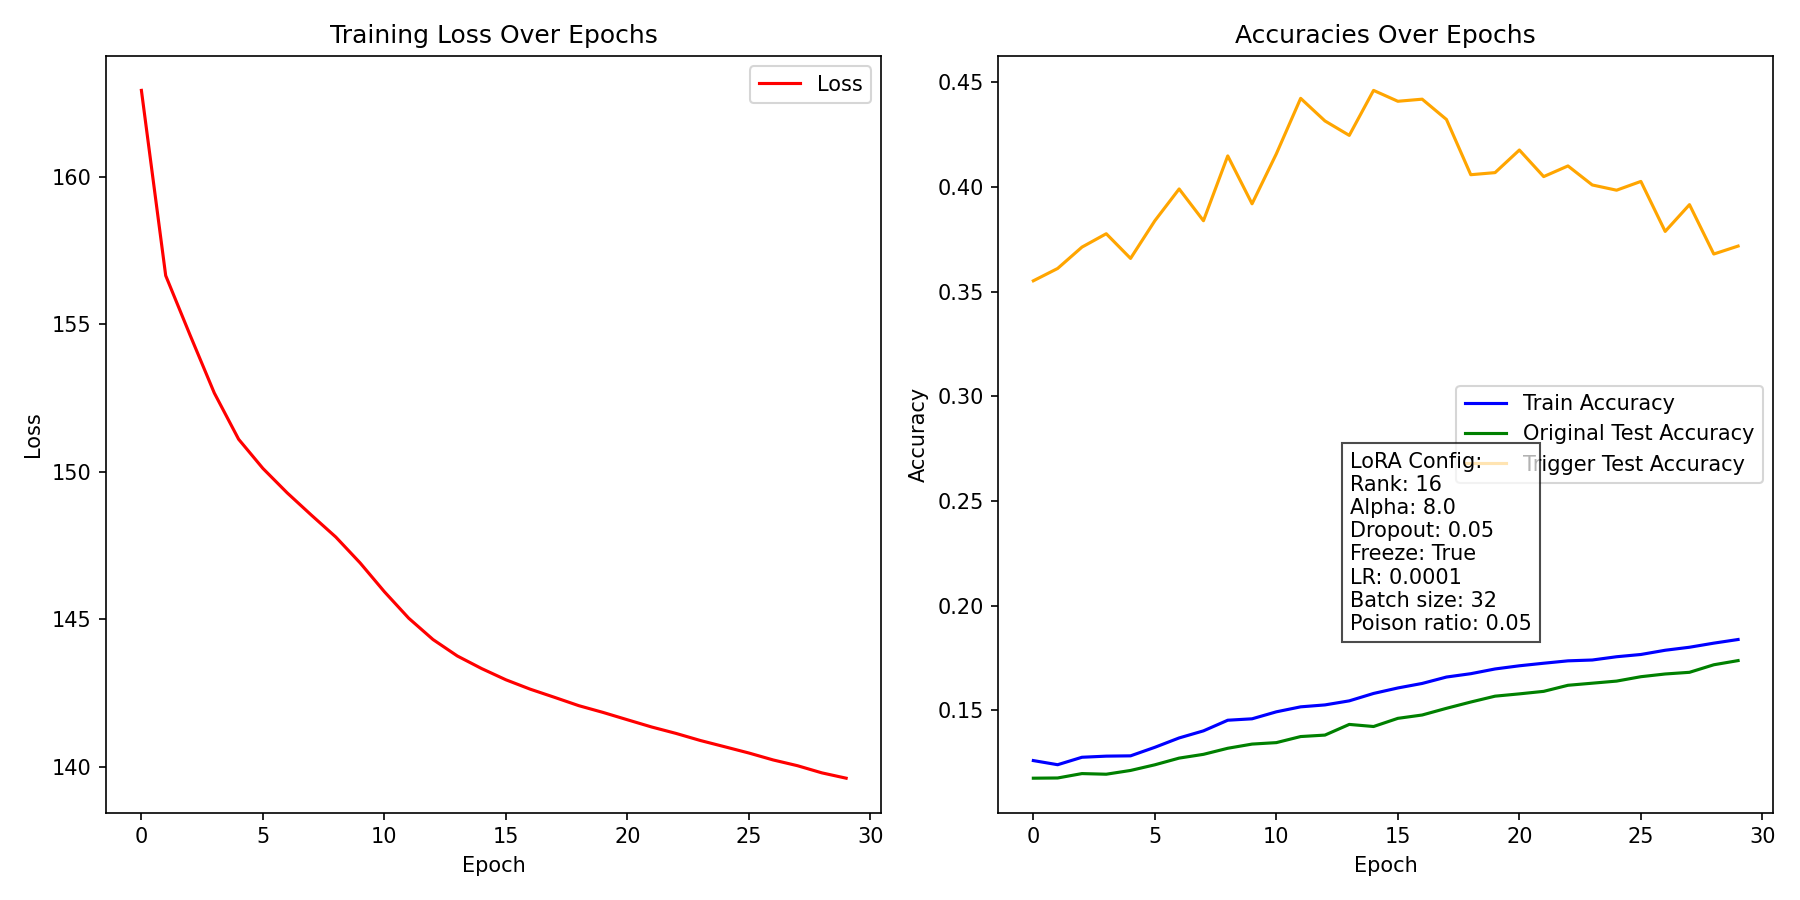 Training Loss Over Epochs
Loss
160
155
150
145
140
Loss
0
5
10
15
20
25
30
Epoch
Accuracies Over Epochs
0.45
0.40
0.35
0.30
0.25
0.20
0.15
Accuracy
Train Accuracy
Original Test Accuracy
Trigger Test Accuracy
LoRA Config:
Rank: 16
Alpha: 8.0
Dropout: 0.05
Freeze: True
LR: 0.0001
Batch size: 32
Poison ratio: 0.05
0
5
10
15
20
25
30
Epoch